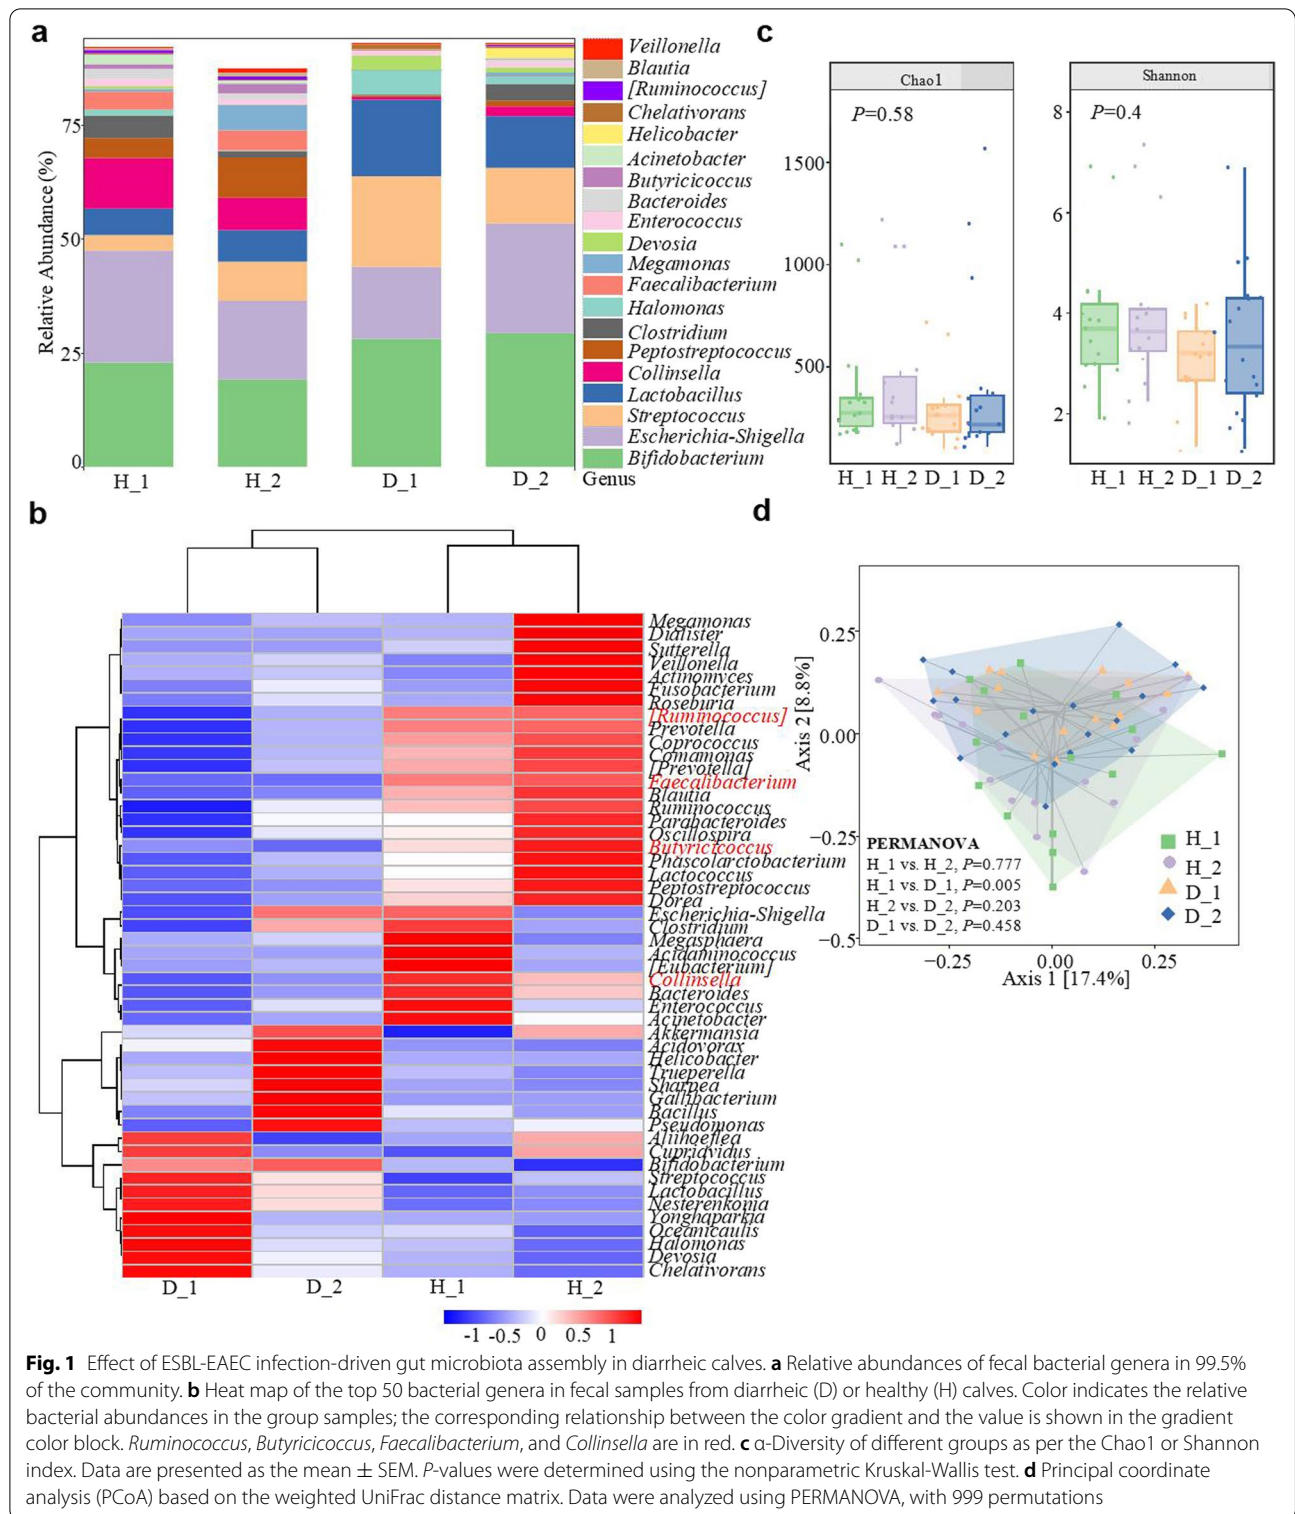 a
Relative Abundance (%)
75
50
25
0
H_1 H_2 D_1 D_2
Veillonella
Blautia
[Ruminococcus]
Chelativorans
Helicobacter
Acinetobacter
Butyricicoccus
Bacteroides
Enterococcus
Devosia
Megamonas
Faecalibacterium
Halomonas
Clostridium
Peptostreptococcus
Collinsella
Lactobacillus
Streptococcus
Escherichia-Shigella
Bifidobacterium
Genus
c
Chao1
P=0.58
1500
1000
500
H_1 H_2 D_1 D_2
Shannon
P=0.4
8
6
4
2
H_1 H_2 D_1 D_2
b
Megamonas
Dialister
Sutterella
Veillonella
Actinomyces
Fusobacterium
Roseburia
[Ruminococcus]
Prevotella
Coprococcus
Comamonas
[Prevotella]
Faecalibacterium
Blautia
Ruminococcus
Parabacteroides
Oscillospira
Butyricicoccus
Phascolarctobacterium
Lactococcus
Peptostreptococcus
Dorea
Escherichia-Shigella
Clostridium
Megasphaera
Acidaminococcus
[Eubacterium]
Collinsella
Bacteroides
Enterococcus
Acinetobacter
Akkermansia
Acidovorax
Helicobacter
Trueperella
Sharpea
Gallibacterium
Bacillus
Pseudomonas
Aliihoeflea
Cupriavidus
Bifidobacterium
Streptococcus
Lactobacillus
Nesterenkonia
Yonghaparkia
Oceanicaulis
Halomonas
Devosia
Chelativorans
D_1 D_2 H_1 H_2
-1 -0.5 0 0.5 1
d
Axis 2 [8.8%]
0.25
0.00
−0.25
−0.5
PERMANOVA
H_1 vs. H_2, P=0.777
H_1 vs. D_1, P=0.005
H_2 vs. D_2, P=0.203
D_1 vs. D_2, P=0.458
H_1
H_2
D_1
D_2
−0.25 0.00 0.25
Axis 1 [17.4%]
Fig. 1 Effect of ESBL-EAEC infection-driven gut microbiota assembly in diarrheic calves. a Relative abundances of fecal bacterial genera in 99.5%
of the community. b Heat map of the top 50 bacterial genera in fecal samples from diarrheic (D) or healthy (H) calves. Color indicates the relative
bacterial abundances in the group samples; the corresponding relationship between the color gradient and the value is shown in the gradient
color block. Ruminococcus, Butyricicoccus, Faecalibacterium, and Collinsella are in red. c α-Diversity of different groups as per the Chao1 or Shannon
index. Data are presented as the mean ± SEM. P-values were determined using the nonparametric Kruskal-Wallis test. d Principal coordinate
analysis (PCoA) based on the weighted UniFrac distance matrix. Data were analyzed using PERMANOVA, with 999 permutations